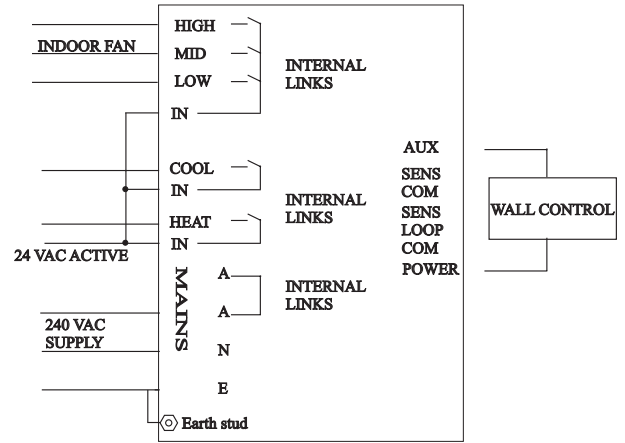 HIGH
INDOOR FAN
MID
LOW
INTERNAL
LINKS
IN
AUX
COOL
SENS
COM
IN
INTERNAL
LINKS
SENS
LOOP
COM
POWER
WALL CONTROL
HEAT
IN
24 VAC ACTIVE
MAINS
A
INTERNAL
LINKS
A
240 VAC
SUPPLY
N
E
Earth stud